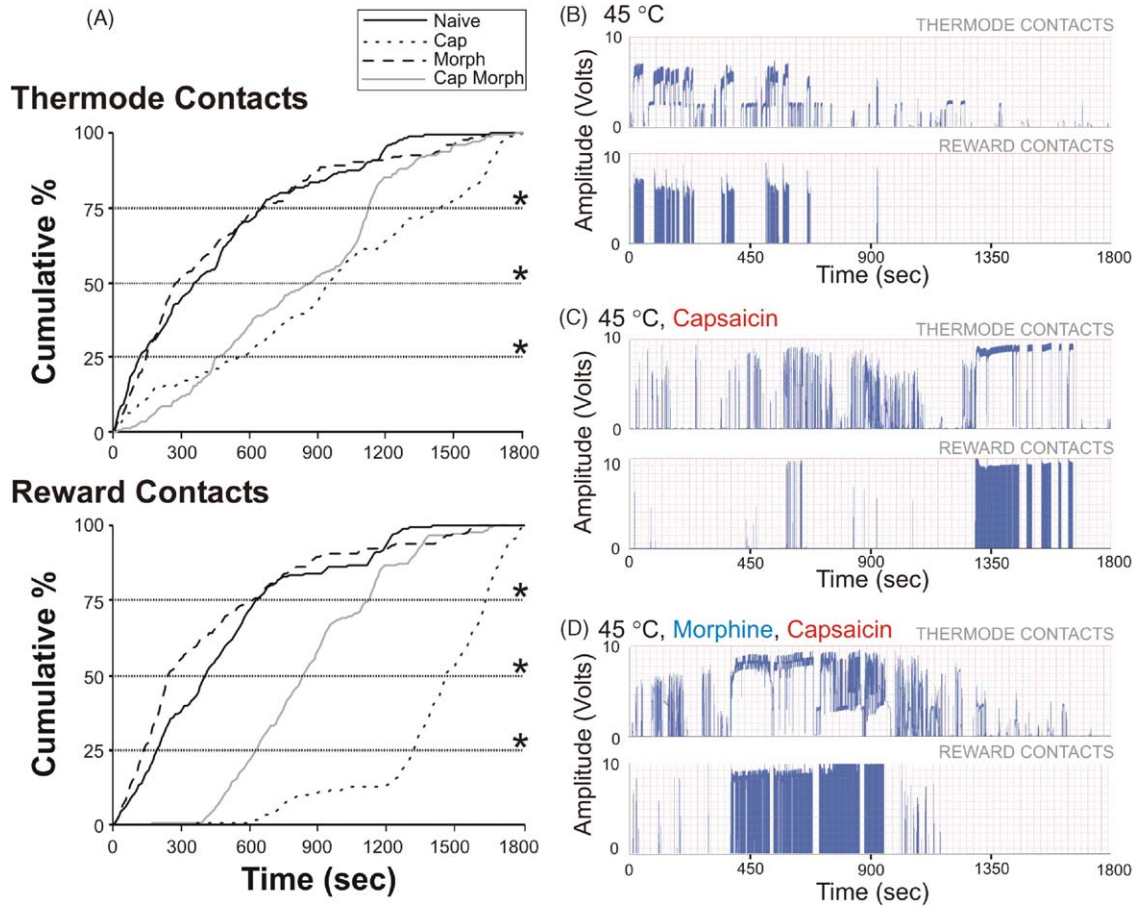 (A)
Naive
Cap
Morph
Cap Morph
Thermode Contacts
Cumulative %
100
75
50
25
0
*
*
*
0 300 600 900 1200 1500 1800
Reward Contacts
Cumulative %
100
75
50
25
0
*
*
*
0 300 600 900 1200 1500 1800
Time (sec)
(B) 45 °C
THERMODE CONTACTS
10
0
REWARD CONTACTS
10
0
Amplitude (Volts)
0 450 900 1350 1800
Time (sec)
(C) 45 °C, Capsaicin
THERMODE CONTACTS
10
0
REWARD CONTACTS
10
0
Amplitude (Volts)
0 450 900 1350 1800
Time (sec)
(D) 45 °C, Morphine, Capsaicin
THERMODE CONTACTS
10
0
REWARD CONTACTS
10
0
Amplitude (Volts)
0 450 900 1350 1800
Time (sec)